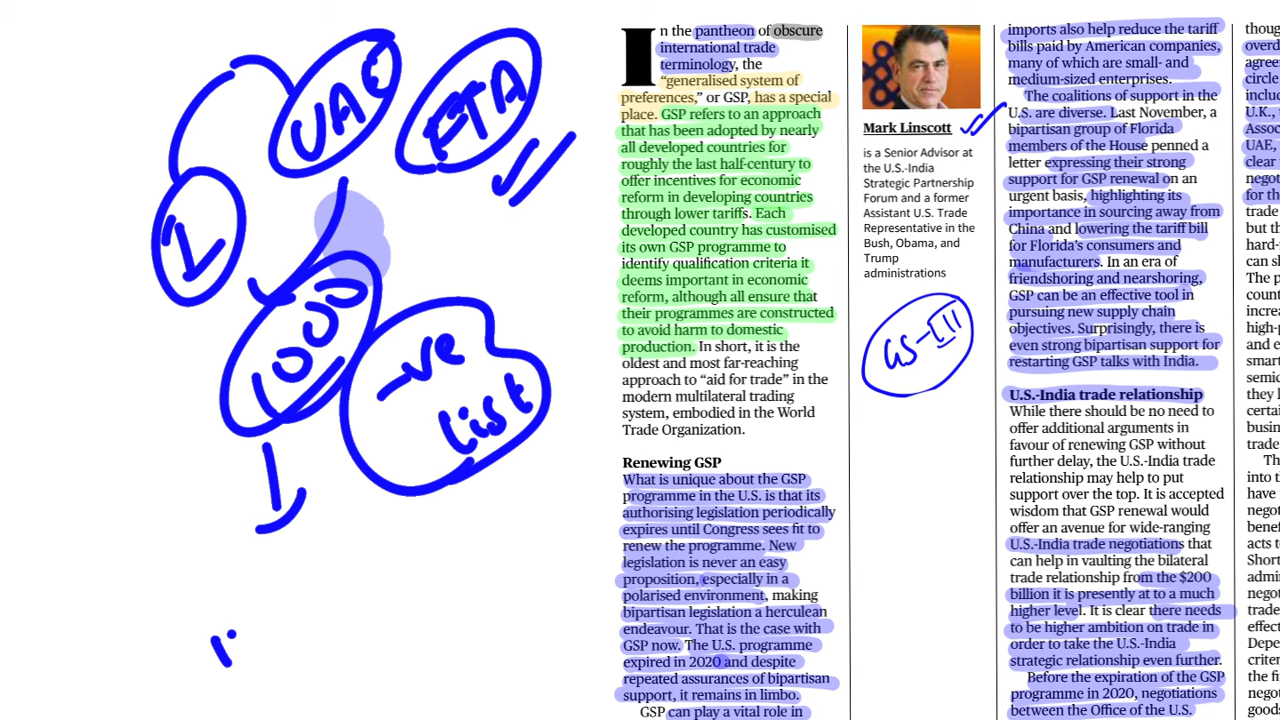 UAE
FTA
I
1000
-ve
list
In the pantheon of obscure
international trade
terminology, the
“generalised system of
preferences,” or GSP, has a special
place. GSP refers to an approach
that has been adopted by nearly
all developed countries for
roughly the last half-century to
offer incentives for economic
reform in developing countries
through lower tariffs. Each
developed country has customised
its own GSP programme to
identify qualification criteria it
deems important in economic
reform, although all ensure that
their programmes are constructed
to avoid harm to domestic
production. In short, it is the
oldest and most far-reaching
approach to “aid for trade” in the
modern multilateral trading
system, embodied in the World
Trade Organization.
Renewing GSP
What is unique about the GSP
programme in the U.S. is that its
authorising legislation periodically
expires until Congress sees fit to
renew the programme. New
legislation is never an easy
proposition, especially in a
polarised environment, making
bipartisan legislation a herculean
endeavour. That is the case with
GSP now. The U.S. programme
expired in 2020 and despite
repeated assurances of bipartisan
support, it remains in limbo.
GSP can play a vital role in
Mark Linscott
is a Senior Advisor at
the U.S.-India
Strategic Partnership
Forum and a former
Assistant U.S. Trade
Representative in the
Bush, Obama, and
Trump
administrations
GS-III
imports also help reduce the tariff
bills paid by American companies,
many of which are small- and
medium-sized enterprises.
The coalitions of support in the
U.S. are diverse. Last November, a
bipartisan group of Florida
members of the House penned a
letter expressing their strong
support for GSP renewal on an
urgent basis, highlighting its
importance in sourcing away from
China and lowering the tariff bill
for Florida’s consumers and
manufacturers. In an era of
friendshoring and nearshoring,
GSP can be an effective tool in
pursuing new supply chain
objectives. Surprisingly, there is
even strong bipartisan support for
restarting GSP talks with India.
U.S.-India trade relationship
While there should be no need to
offer additional arguments in
favour of renewing GSP without
further delay, the U.S.-India trade
relationship may help to put
support over the top. It is accepted
wisdom that GSP renewal would
offer an avenue for wide-ranging
U.S.-India trade negotiations that
can help in vaulting the bilateral
trade relationship from the $200
billion it is presently at to a much
higher level. It is clear there needs
to be higher ambition on trade in
order to take the U.S.-India
strategic relationship even further.
Before the expiration of the GSP
programme in 2020, negotiations
between the Office of the U.S.